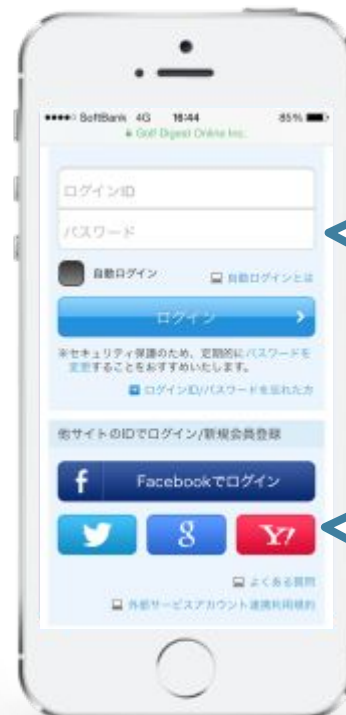 SoftBank 4G 16:44 85%
Golf Digest Online Inc.
ログインID
パスワード
自動ログイン
自動ログインとは
ログイン
※セキュリティ保護のため、定期的にパスワードを
変更することをおすすめいたします。
ログインID/パスワードを忘れた方
他サイトのIDでログイン/新規会員登録
f Facebookでログイン
8 Y!
よくある質問
外部サービスアカウント連携利用規約